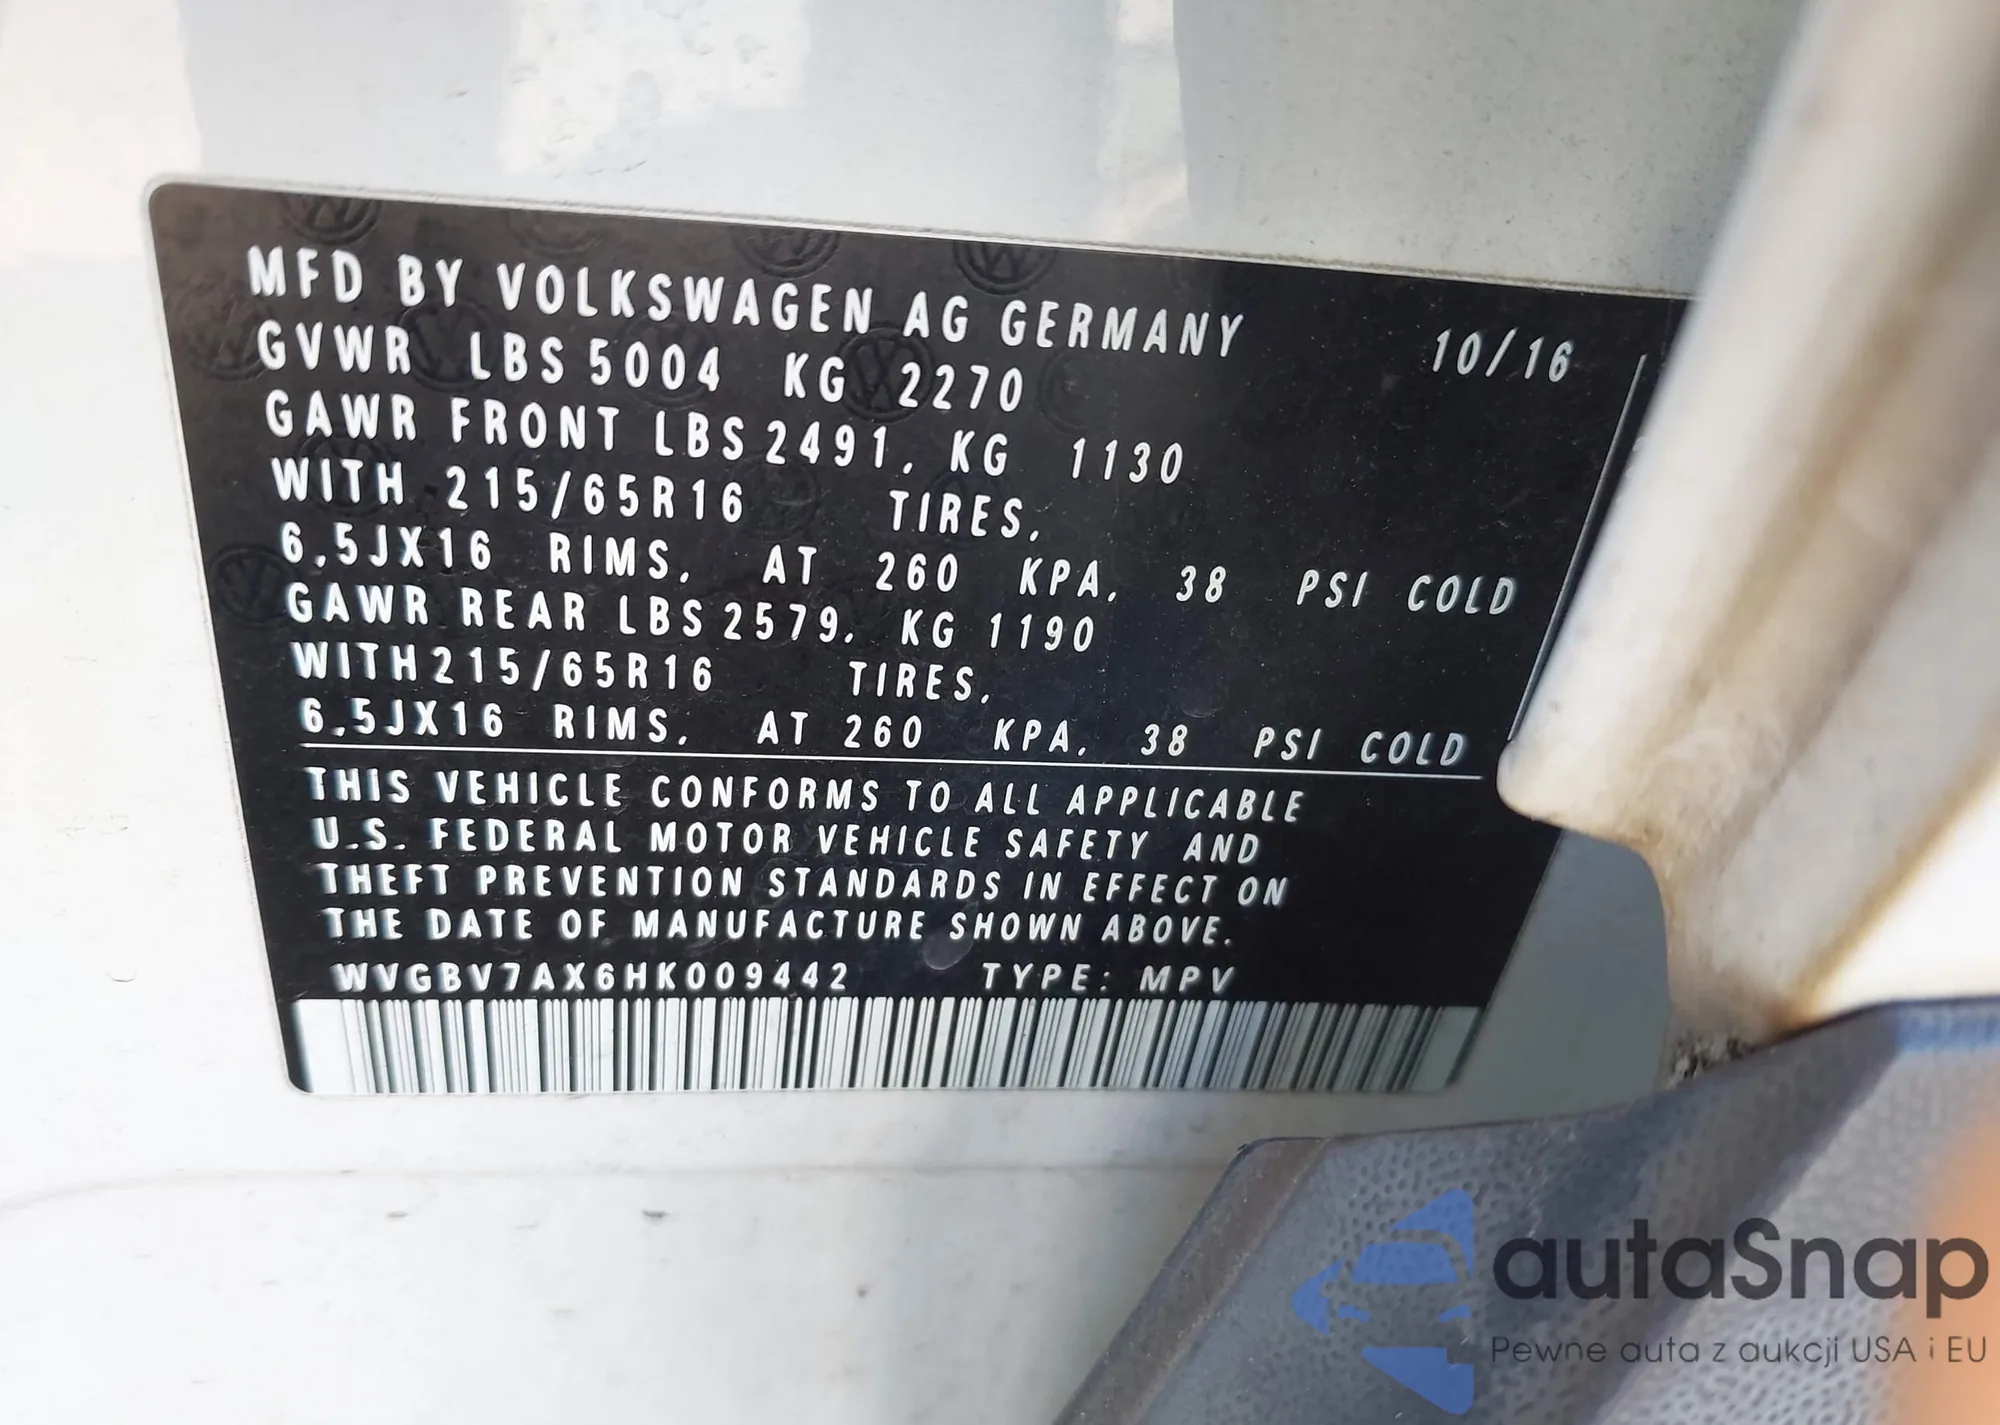 MFD BY VOLKSWAGEN AG GERMANY 10/16
GVWR LBS 5004 KG 2270
GAWR FRONT LBS 2491, KG 1130
WITH 215/65R16 TIRES,
6,5JX16 RIMS, AT 260 KPA, 38 PSI COLD
GAWR REAR LBS 2579, KG 1190
WITH 215/65R16 TIRES,
6,5JX16 RIMS, AT 260 KPA, 38 PSI COLD
THIS VEHICLE CONFORMS TO ALL APPLICABLE
U.S. FEDERAL MOTOR VEHICLE SAFETY AND
THEFT PREVENTION STANDARDS IN EFFECT ON
THE DATE OF MANUFACTURE SHOWN ABOVE.
WVGBV7AX6HK009442 TYPE: MPV
autaSnap
Pewne auta z aukcji USA i EU